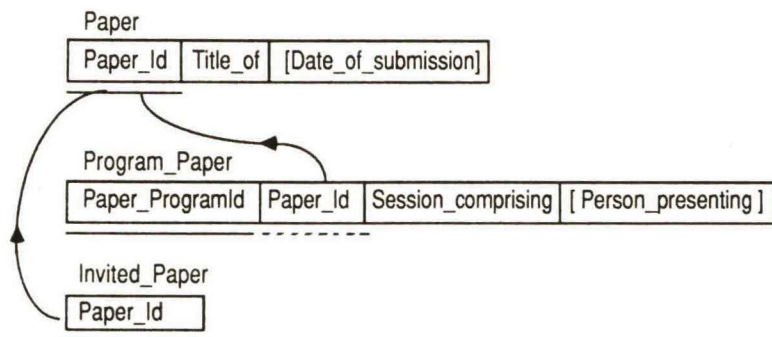 Paper
Paper_Id Title_of [Date_of_submission]
Program_Paper
Paper_ProgramId Paper_Id Session_comprising [ Person_presenting ]
Invited_Paper
Paper_Id